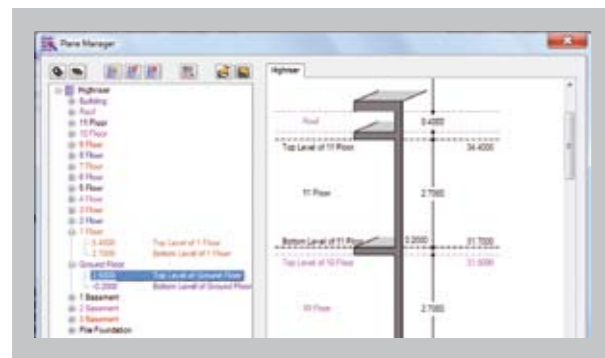 Plane Manager
Highriser
Highriser
Building
Roof
11 Floor
10 Floor
9 Floor
8 Floor
7 Floor
6 Floor
5 Floor
4 Floor
3 Floor
2 Floor
1 Floor
Top Level of 1 Floor
2.7000 Bottom Level of 1 Floor
Ground Floor
Top Level of Ground Floor
-0.2000 Bottom Level of Ground Floor
1 Basement
2 Basement
3 Basement
Pile Foundation
Roof 0.4000
Top Level of 11 Floor 34.4000
11 Floor
Bottom Level of 11 Floor 0.2000 31.7000
Top Level of 10 Floor
10 Floor